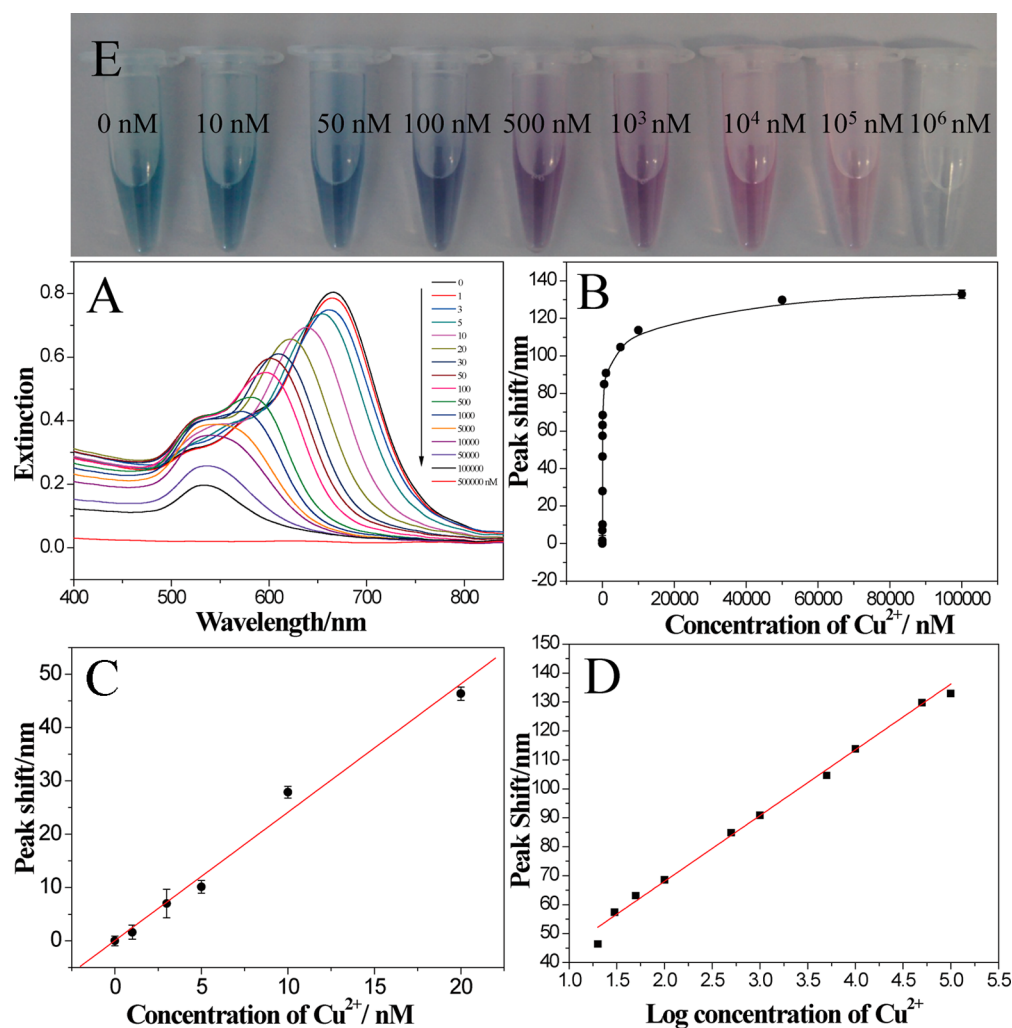 E
0 nM 10 nM 50 nM 100 nM 500 nM 10³ nM 10⁴ nM 10⁵ nM 10⁶ nM
A
Extinction
0.8
0.6
0.4
0.2
0.0
400 500 600 700 800
Wavelength/nm
0
1
3
5
10
20
30
50
100
500
1000
5000
10000
50000
100000
500000 nM
B
Peak shift/nm
140
120
100
80
60
40
20
0
-20
0 20000 40000 60000 80000 100000
Concentration of Cu²⁺/ nM
C
Peak shift/nm
50
40
30
20
10
0
0 5 10 15 20
Concentration of Cu²⁺/ nM
D
Peak Shift/nm
150
140
130
120
110
100
90
80
70
60
50
40
1.0 1.5 2.0 2.5 3.0 3.5 4.0 4.5 5.0 5.5
Log concentration of Cu²⁺